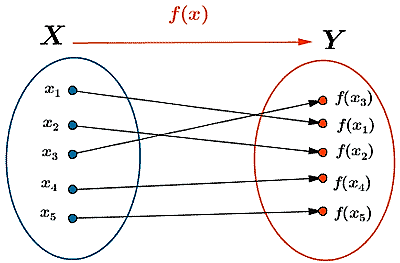 f(x)
X Y
x₁
x₂
x₃
x₄
x₅
f(x₃)
f(x₁)
f(x₂)
f(x₄)
f(x₅)